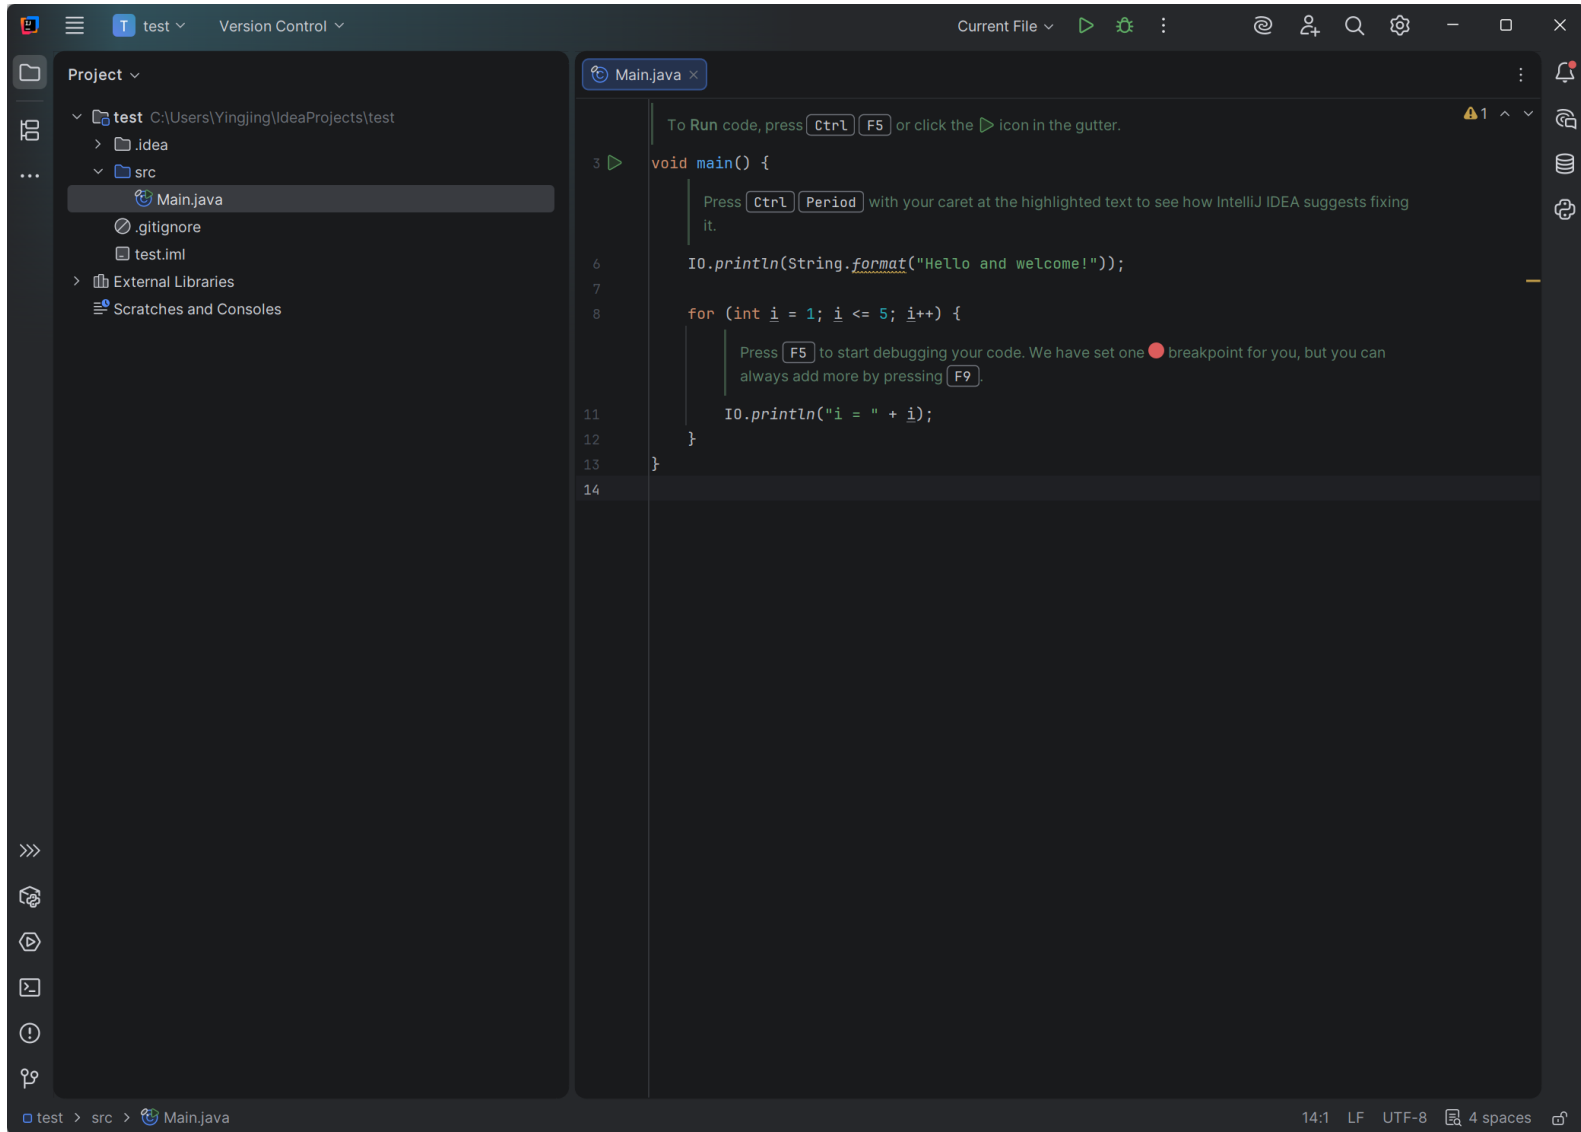 T test Version Control Current File
Project
Main.java
test C:\Users\Yingjing\IdeaProjects\test
.idea
src
Main.java
.gitignore
test.iml
External Libraries
Scratches and Consoles
1
To Run code, press Ctrl F5 or click the icon in the gutter.
3 void main() {
Press Ctrl Period with your caret at the highlighted text to see how IntelliJ IDEA suggests fixing
it.
6 IO.println(String.format("Hello and welcome!"));
7
8 for (int i = 1; i <= 5; i++) {
Press F5 to start debugging your code. We have set one breakpoint for you, but you can
always add more by pressing F9.
11 IO.println("i = " + i);
12 }
13 }
14
test > src > Main.java
14:1 LF UTF-8 4 spaces